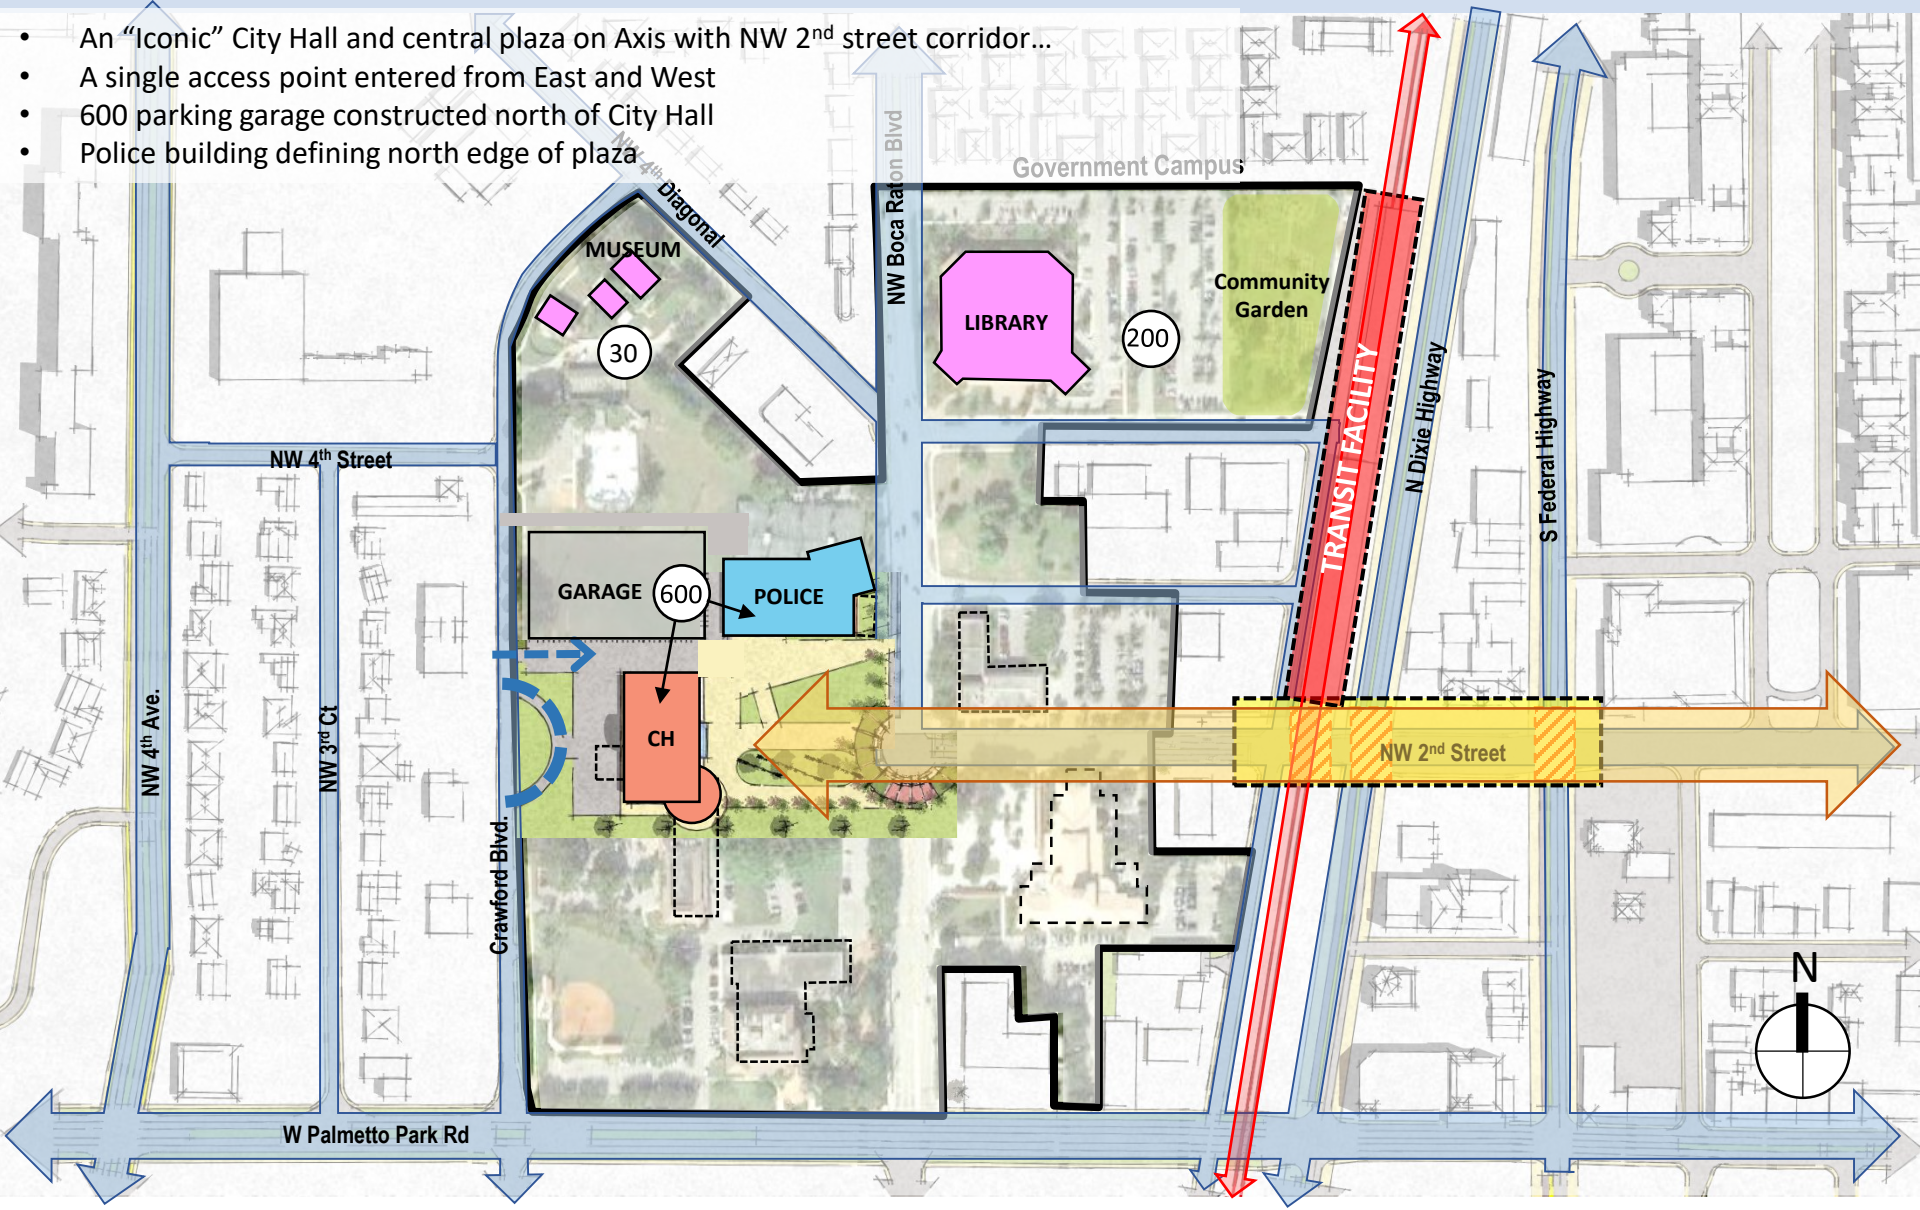 • An “Iconic” City Hall and central plaza on Axis with NW 2nd street corridor…
• A single access point entered from East and West
• 600 parking garage constructed north of City Hall
• Police building defining north edge of plaza
NW 4th Diagonal
NW Boca Raton Blvd
Government Campus
MUSEUM
30
LIBRARY
200
Community
Garden
TRANSIT FACILITY
N Dixie Highway
S Federal Highway
NW 4th Street
GARAGE
600
POLICE
CH
NW 2nd Street
NW 4th Ave.
NW 3rd Ct
Crawford Blvd.
N
W Palmetto Park Rd